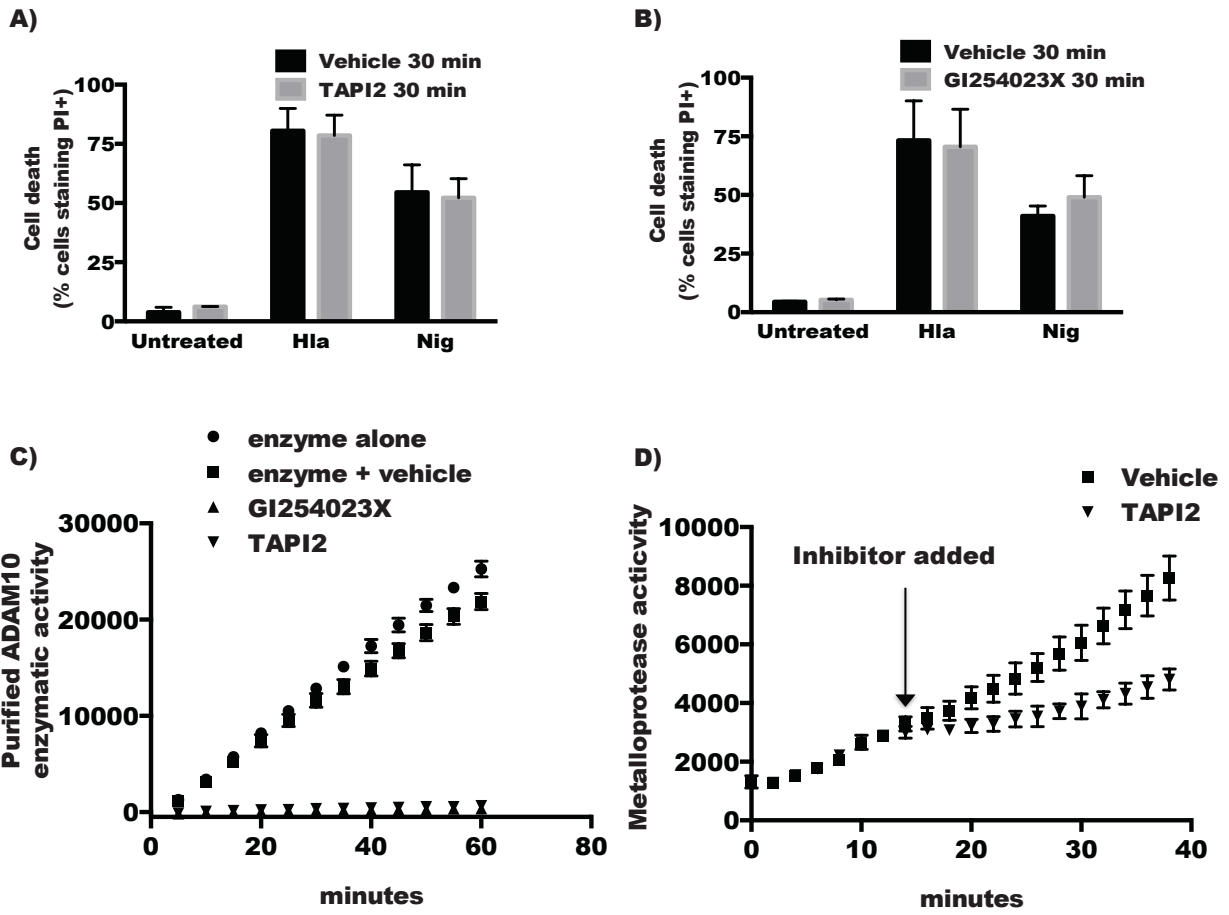 A)
Vehicle 30 min
TAPI2 30 min
Cell death
(% cells staining PI+)
100
75
50
25
0
Untreated
Hla
Nig
B)
Vehicle 30 min
GI254023X 30 min
Cell death
(% cells staining PI+)
100
75
50
25
0
Untreated
Hla
Nig
C)
enzyme alone
enzyme + vehicle
GI254023X
TAPI2
Purified ADAM10
enzymatic activity
30000
20000
10000
0
0 20 40 60 80
minutes
D)
Vehicle
TAPI2
Inhibitor added
Metalloprotease acticvity
10000
8000
6000
4000
2000
0
0 10 20 30 40
minutes